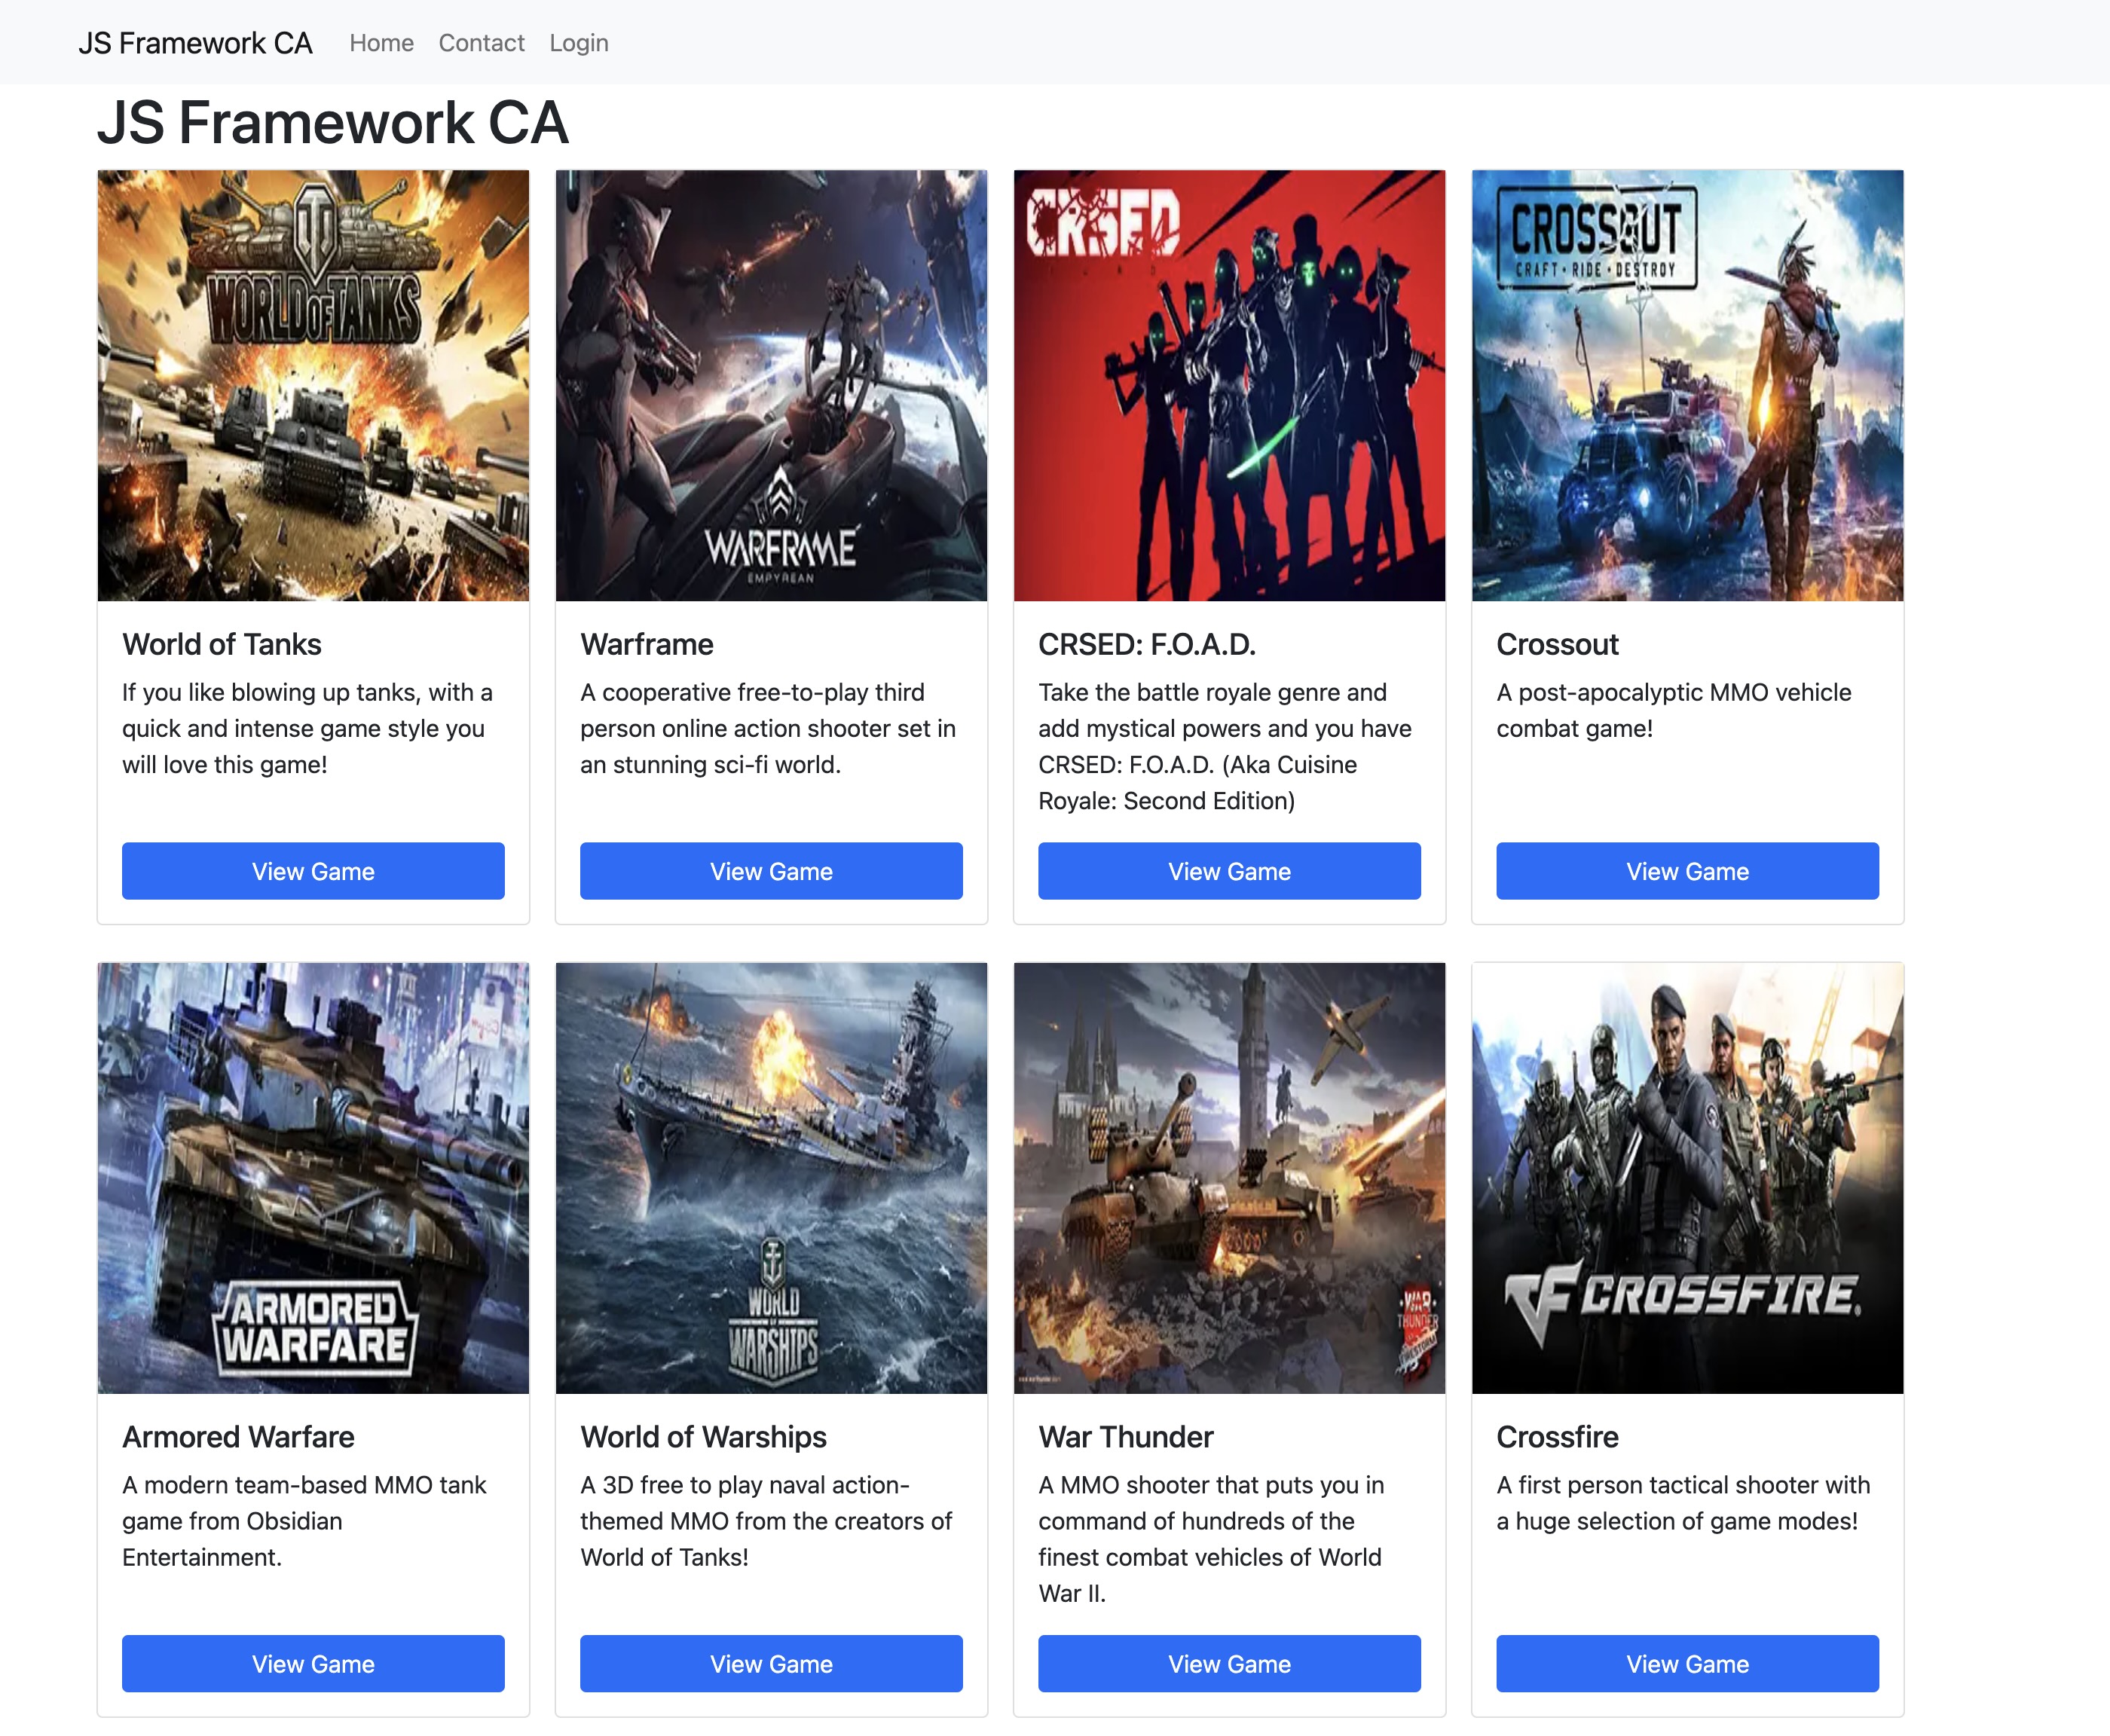 JS Framework CA Home Contact Login
JS Framework CA
WORLD OF TANKS
WARFRAME
EMPYREAN
CRSED
CROSSOUT
CRAFT · RIDE · DESTROY
World of Tanks
If you like blowing up tanks, with a
quick and intense game style you
will love this game!
View Game
Warframe
A cooperative free-to-play third
person online action shooter set in
an stunning sci-fi world.
View Game
CRSED: F.O.A.D.
Take the battle royale genre and
add mystical powers and you have
CRSED: F.O.A.D. (Aka Cuisine
Royale: Second Edition)
View Game
Crossout
A post-apocalyptic MMO vehicle
combat game!
View Game
ARMORED
WARFARE
WORLD
OF
WARSHIPS
WAR
THUNDER
CF CROSSFIRE
Armored Warfare
A modern team-based MMO tank
game from Obsidian
Entertainment.
View Game
World of Warships
A 3D free to play naval action-
themed MMO from the creators of
World of Tanks!
View Game
War Thunder
A MMO shooter that puts you in
command of hundreds of the
finest combat vehicles of World
War II.
View Game
Crossfire
A first person tactical shooter with
a huge selection of game modes!
View Game